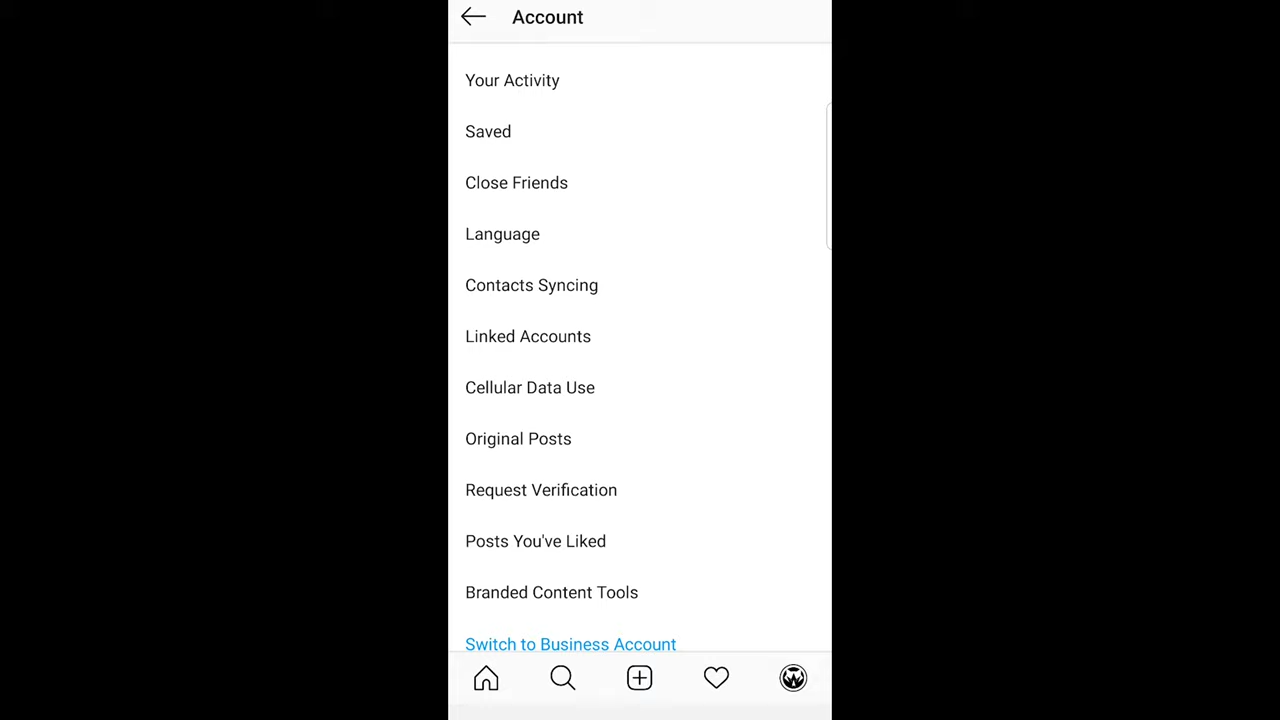 Account
Your Activity
Saved
Close Friends
Language
Contacts Syncing
Linked Accounts
Cellular Data Use
Original Posts
Request Verification
Posts You've Liked
Branded Content Tools
Switch to Business Account